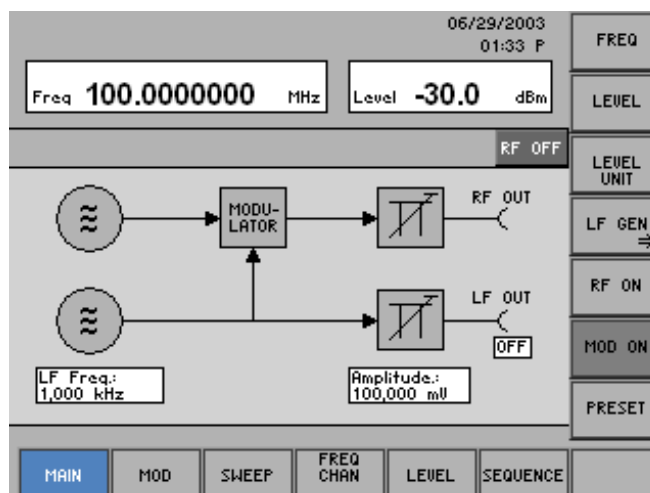 06/29/2003
01:33 P
Freq 100.0000000 MHz
Level -30.0 dBm
RF OFF
MODU-
LATOR
RF OUT
LF OUT
OFF
LF Freq.:
1,000 kHz
Amplitude.:
100,000 mV
FREQ
LEVEL
LEVEL
UNIT
LF GEN
RF ON
MOD ON
PRESET
MAIN
MOD
SWEEP
FREQ
CHAN
LEVEL
SEQUENCE